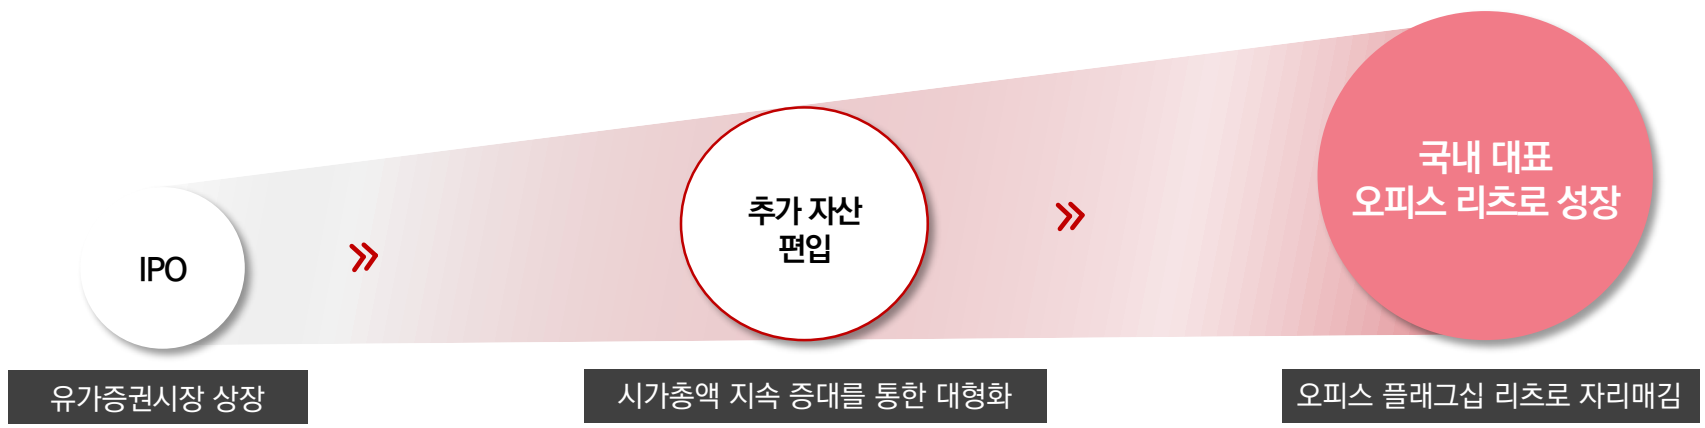 IPO
추가 자산
편입
국내 대표
오피스 리츠로 성장
유가증권시장 상장
시가총액 지속 증대를 통한 대형화
오피스 플래그십 리츠로 자리매김